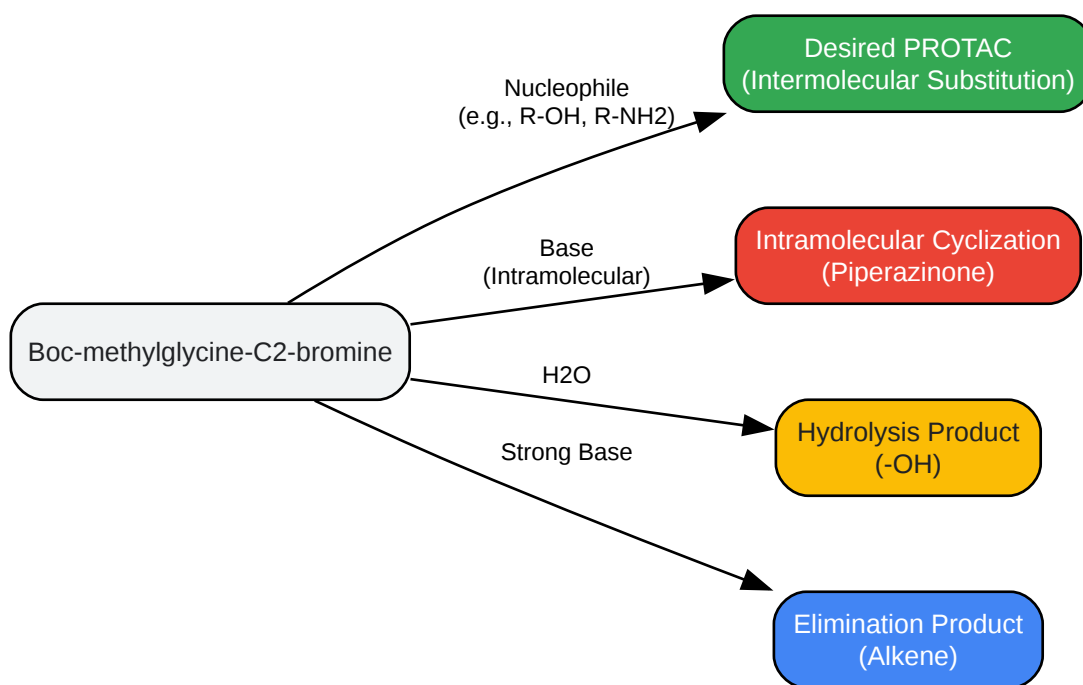 Desired PROTAC
(Intermolecular Substitution)
Nucleophile
(e.g., R-OH, R-NH2)
Intramolecular Cyclization
(Piperazinone)
Base
(Intramolecular)
Boc-methylglycine-C2-bromine
H2O
Hydrolysis Product
(-OH)
Strong Base
Elimination Product
(Alkene)